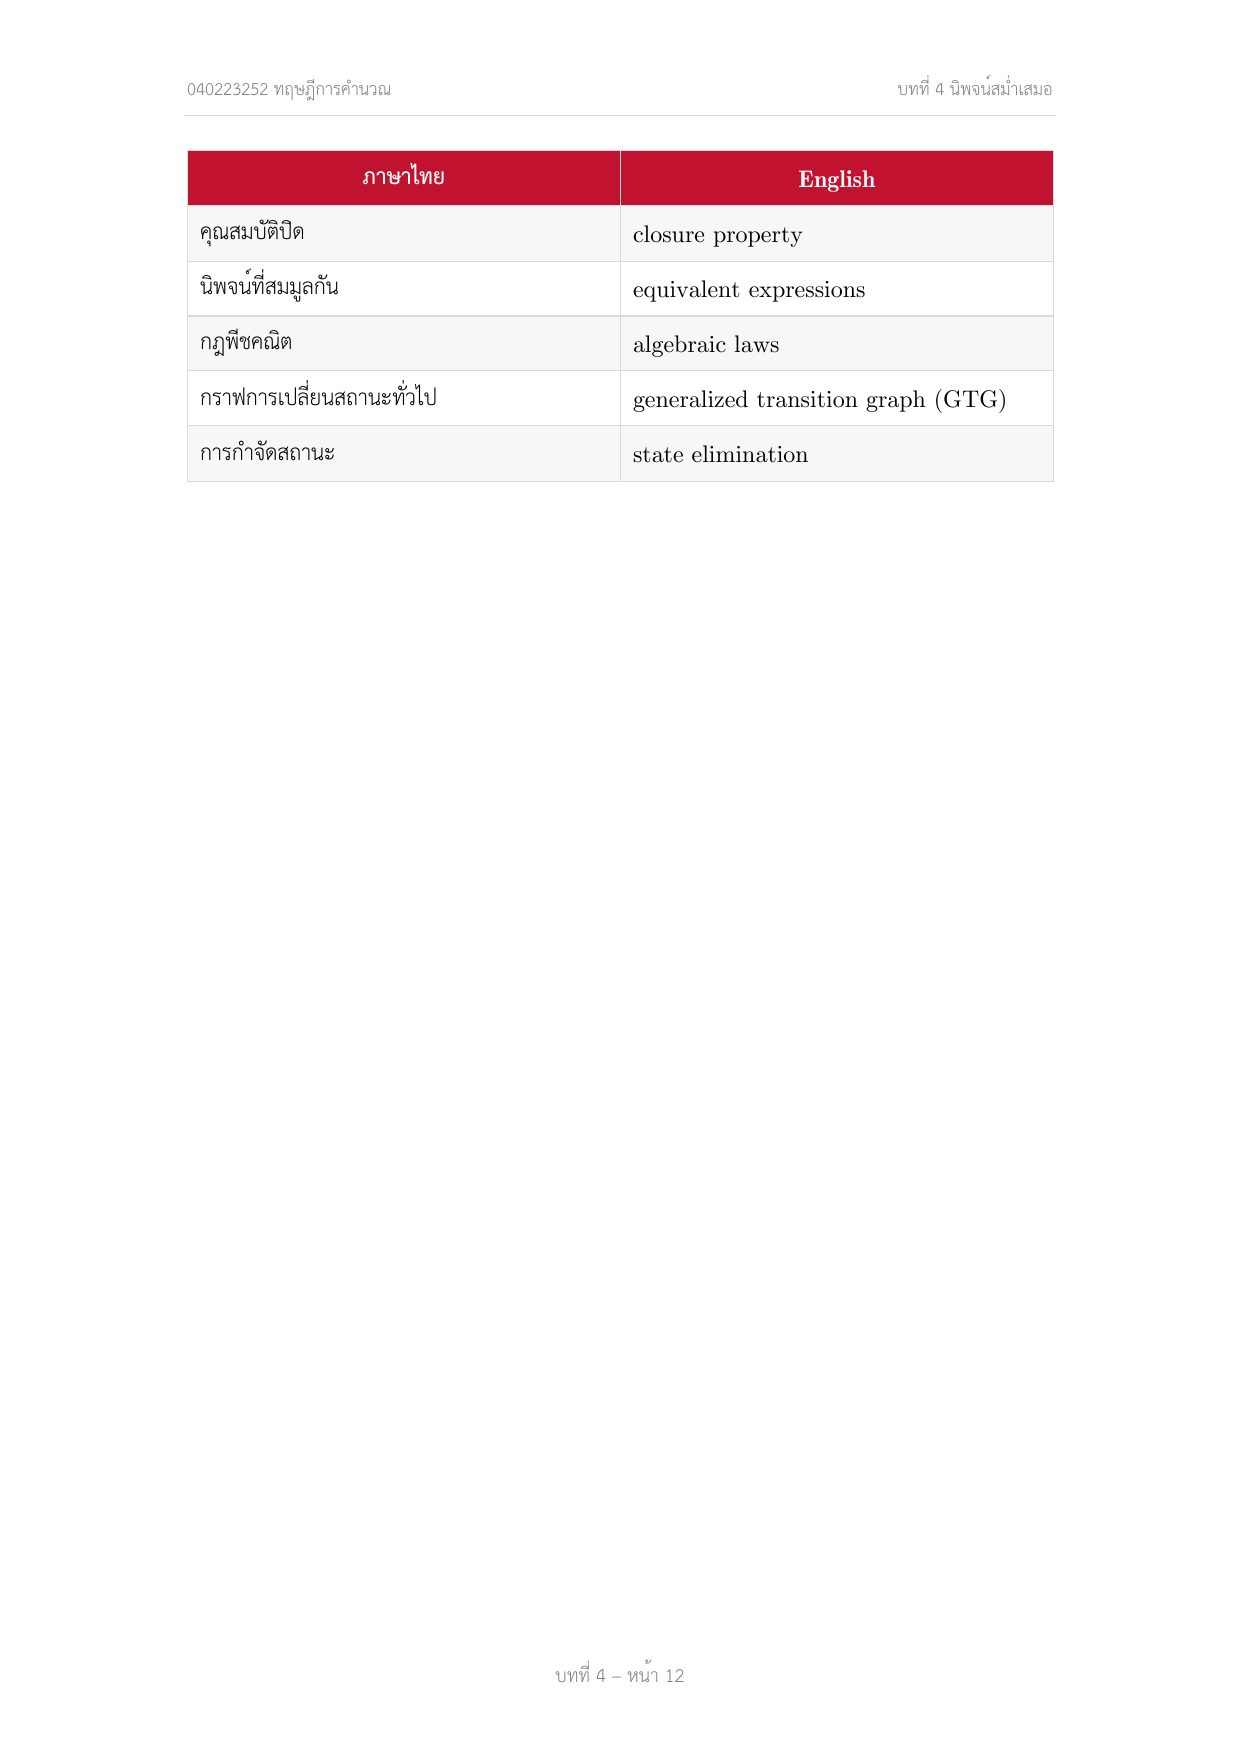 040223252 ทฤษฎีการคำนวณ บทที่ 4 นิพจน์สม่ำเสมอ
ภาษาไทย English
คุณสมบัติปิด closure property
นิพจน์ที่สมมูลกัน equivalent expressions
กฎพีชคณิต algebraic laws
กราฟการเปลี่ยนสถานะทั่วไป generalized transition graph (GTG)
การกำจัดสถานะ state elimination
บทที่ 4 – หน้า 12